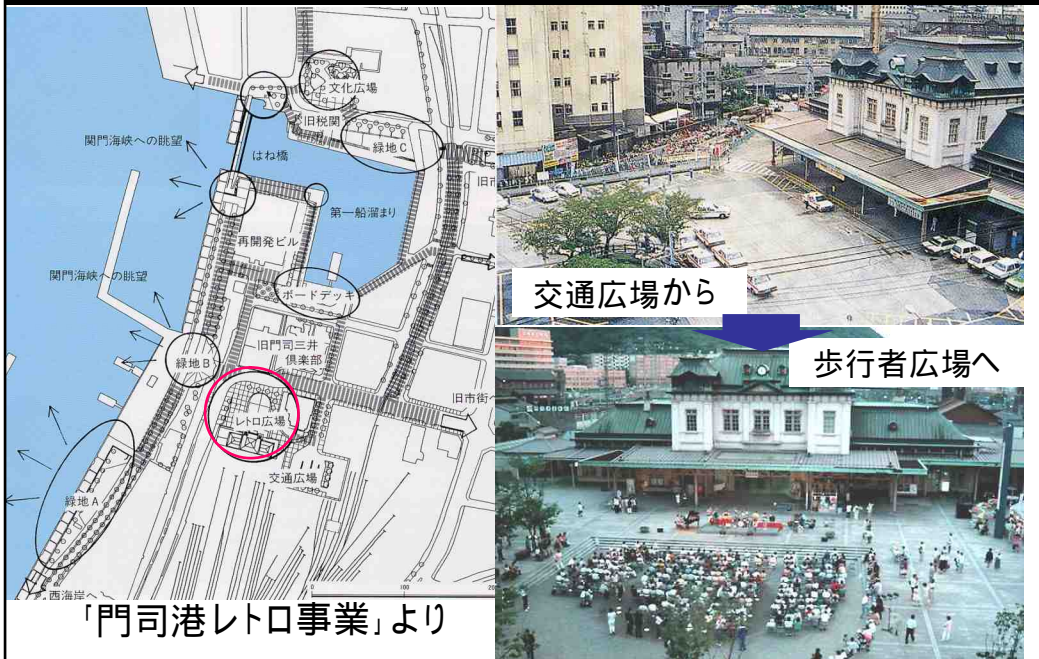 文化広場
旧税関
緑地C
関門海峡への眺望
はね橋
旧市
第一船溜まり
再開発ビル
関門海峡への眺望
ボードデッキ
旧門司三井
倶楽部
緑地B
旧市街へ
レトロ広場
交通広場
緑地A
西海岸へ
0
100
「門司港レトロ事業」より
交通広場から
歩行者広場へ